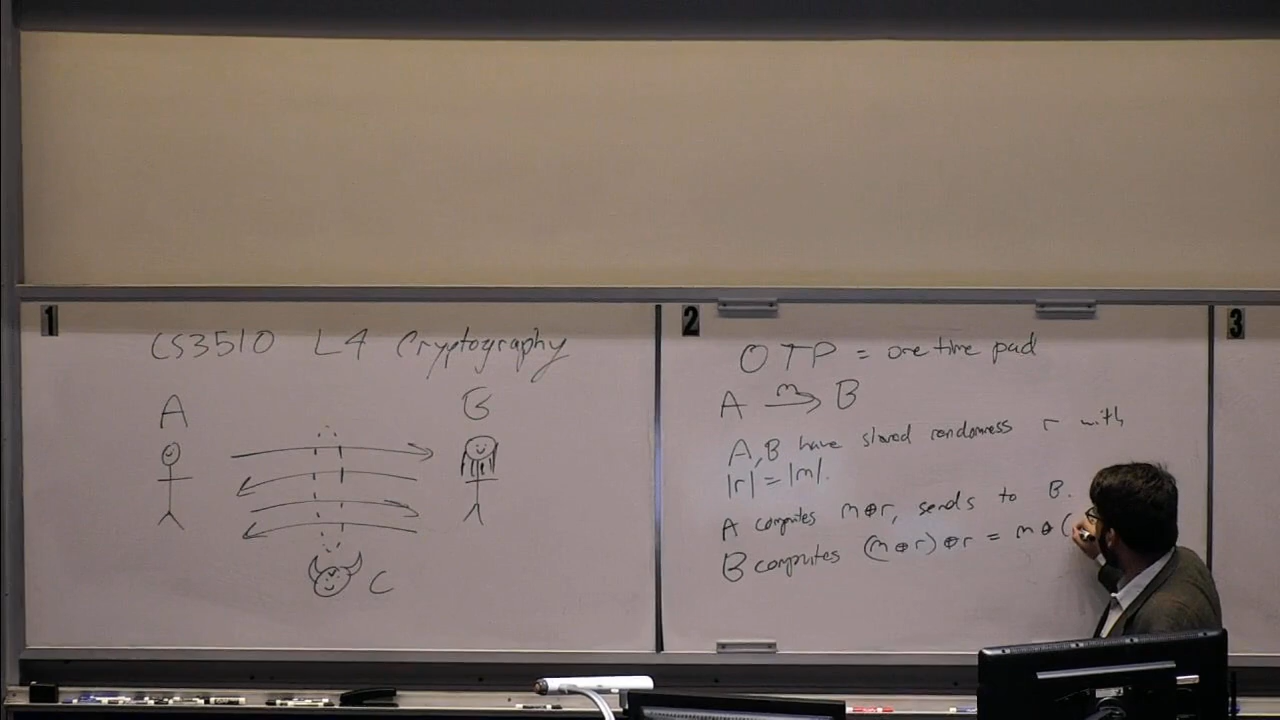 1
CS3510 L4 Cryptography
A
B
C
2
OTP = one time pad
m
A → B
A, B have shared randomness r with
|r| = |m|.
A computes m⊕r, sends to B.
B computes (m⊕r)⊕r = m⊕(
3